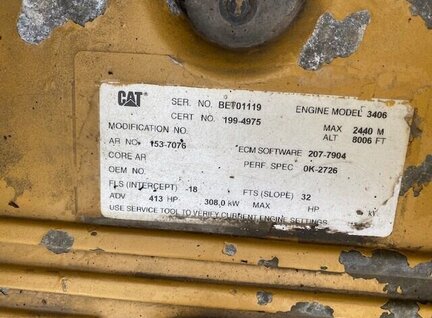 CAT SER. NO. BET01119 ENGINE MODEL 3406
CERT NO. 199-4975 MAX 2440 M
MODIFICATION NO. ALT 8006 FT
AR NO. 153-7076 ECM SOFTWARE 207-7904
CORE AR PERF. SPEC 0K-2726
OEM NO.
FLS (INTERCEPT) -18 FTS (SLOPE) 32
ADV 413 HP 308,0 kW MAX HP
USE SERVICE TOOL TO VERIFY CURRENT ENGINE SETTINGS